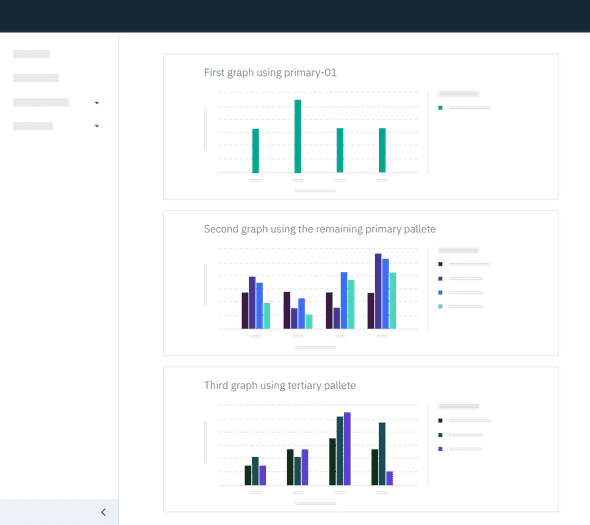 First graph using primary-01
Second graph using the remaining primary pallete
Third graph using tertiary pallete